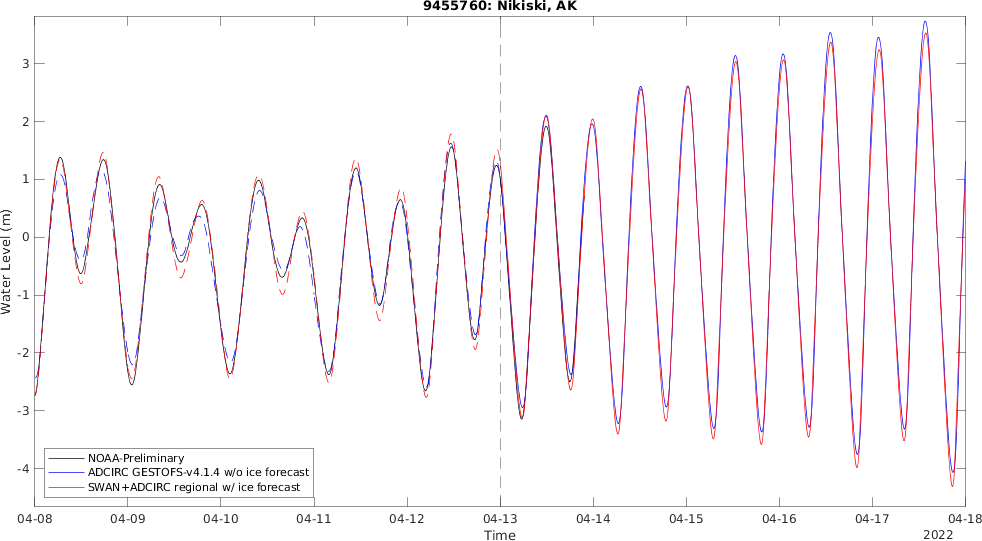 9455760: Nikiski, AK
Water Level (m)
3
2
1
0
-1
-2
-3
-4
NOAA-Preliminary
ADCIRC GESTOFS-v4.1.4 w/o ice forecast
SWAN+ADCIRC regional w/ ice forecast
04-08 04-09 04-10 04-11 04-12 04-13 04-14 04-15 04-16 04-17 04-18
Time
2022